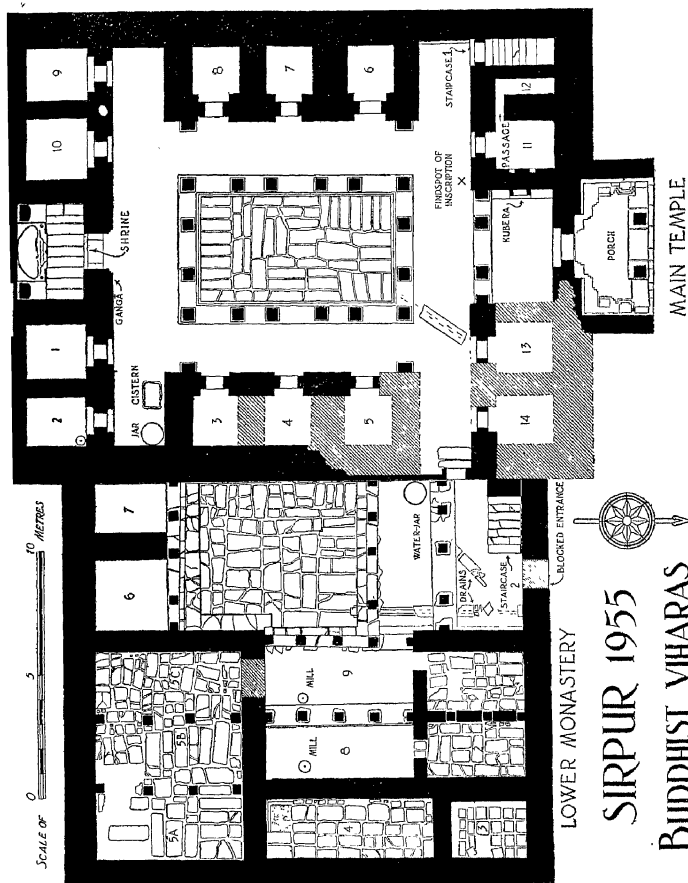 9
10
SHRINE
GANGA
1
2
CISTERN
JAR
8
7
6
STAIRCASE 1
12
PASSAGE
11
FINDSPOT OF
INSCRIPTION
KUBERA
PORCH
MAIN TEMPLE
3
4
5
13
14
SCALE OF
0
5
10
METRES
7
6
WATER-JAR
DRAINS
STAIRCASE
2
BLOCKED ENTRANCE
5C
5B
5A
MILL
9
MILL
8
4
3
LOWER MONASTERY
SIRPUR 1955
BUDDHIST VIHARAS